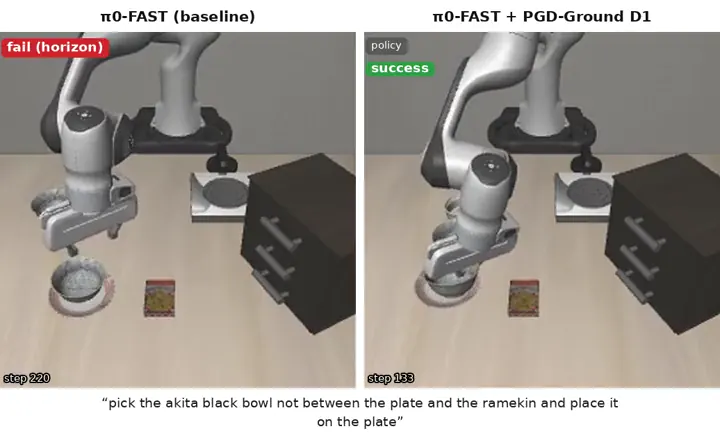 π0-FAST (baseline)
π0-FAST + PGD-Ground D1
fail (horizon)
policy
success
step 220
step 133
“pick the akita black bowl not between the plate and the ramekin and place it
on the plate”